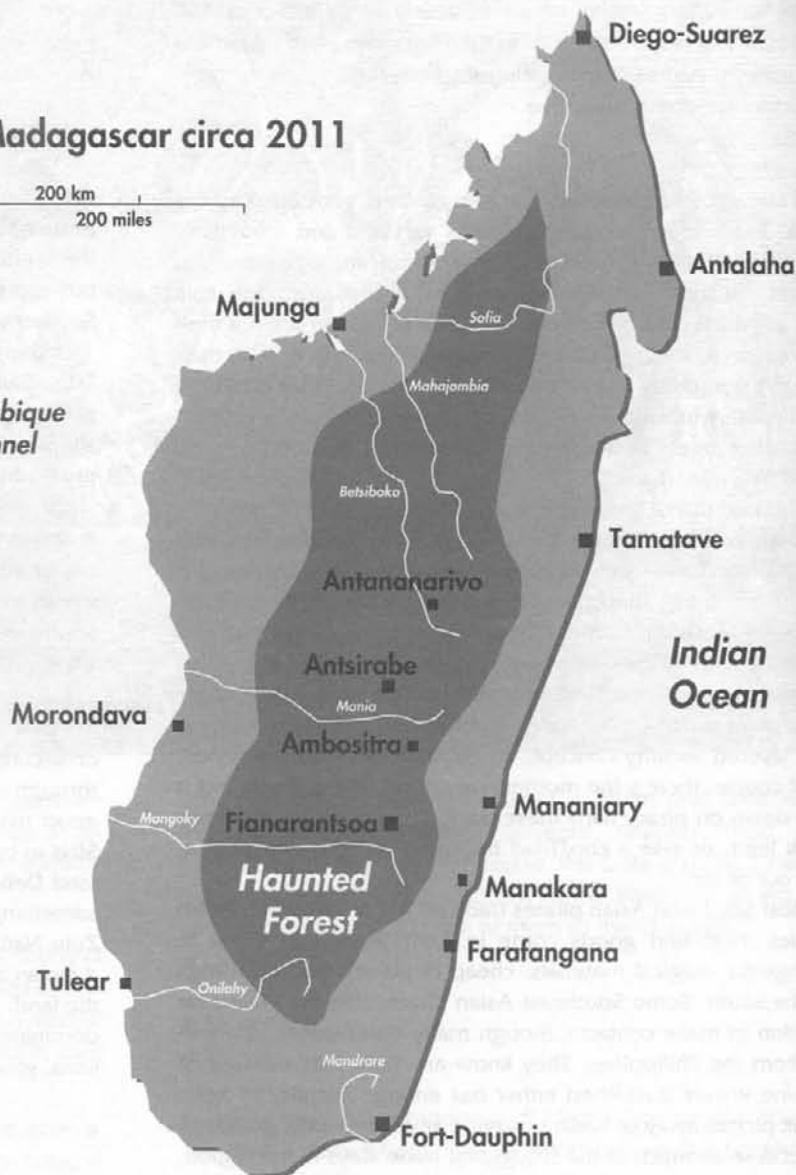 Diego-Suarez
Madagascar circa 2011
200 km
200 miles
Antalaha
Majunga
Sofia
Mahajambia
Betsiboka
Tamatave
Antananarivo
Indian
Ocean
Antsirabe
Mania
Morondava
Ambositra
Mananjary
Mangoky
Fianarantsoa
Haunted
Forest
Manakara
Farafangana
Tulear
Onilahy
Mandrare
Fort-Dauphin